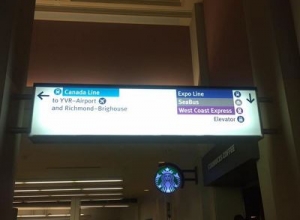 Canada Line
to YVR–Airport
and Richmond–Brighouse
Expo Line
SeaBus
West Coast Express
Elevator